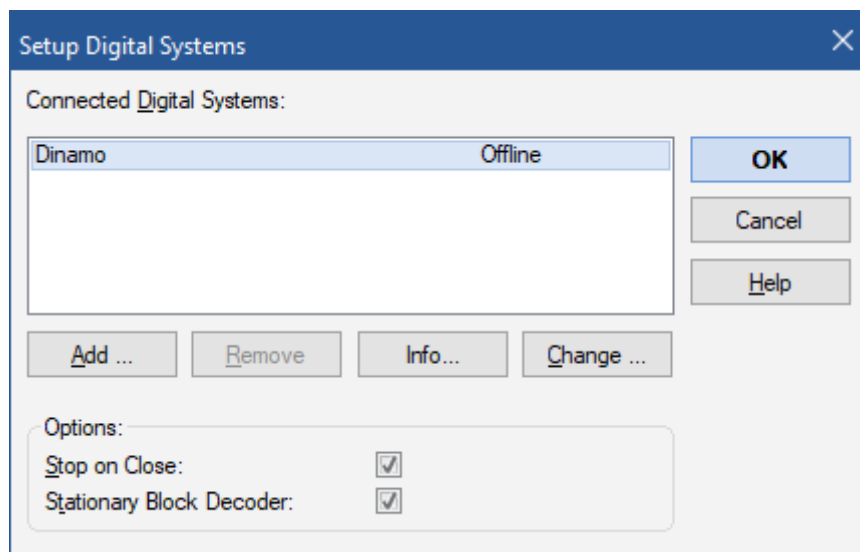 Setup Digital Systems
Connected Digital Systems:
Dinamo Offline
OK
Cancel
Help
Add ... Remove Info... Change ...
Options:
Stop on Close:
Stationary Block Decoder: